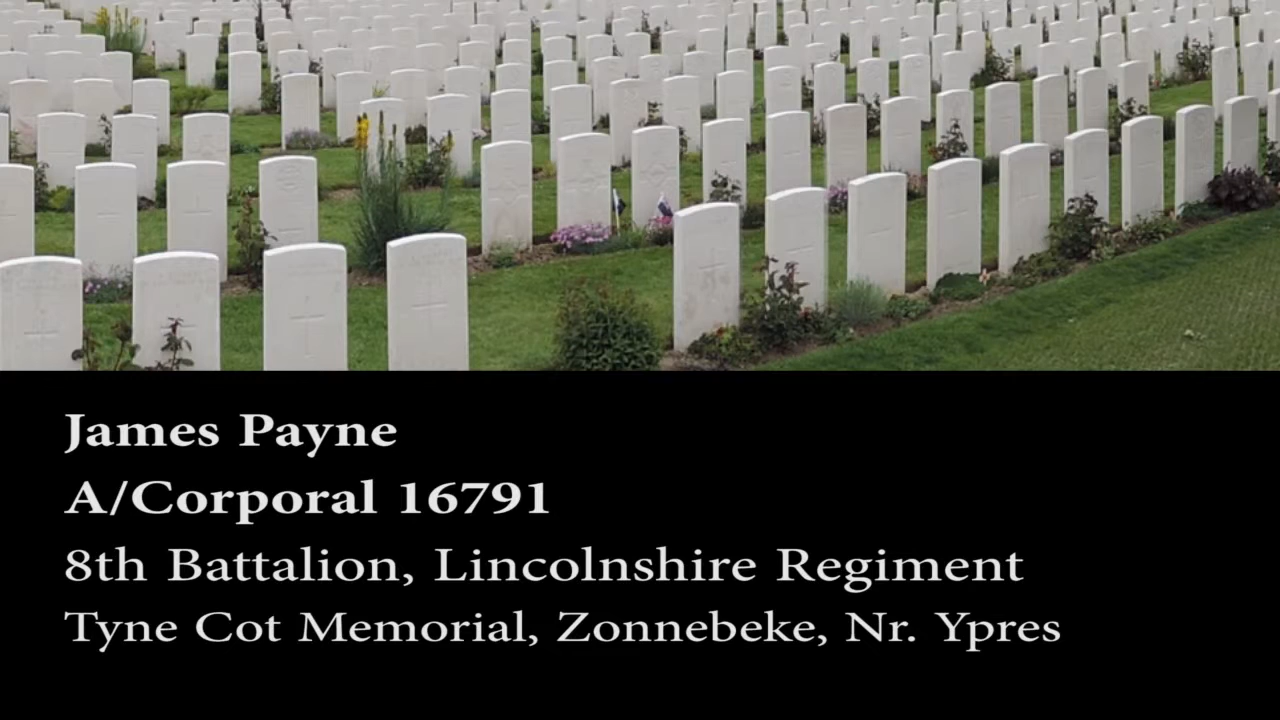 James Payne
A/Corporal 16791
8th Battalion, Lincolnshire Regiment
Tyne Cot Memorial, Zonnebeke, Nr. Ypres